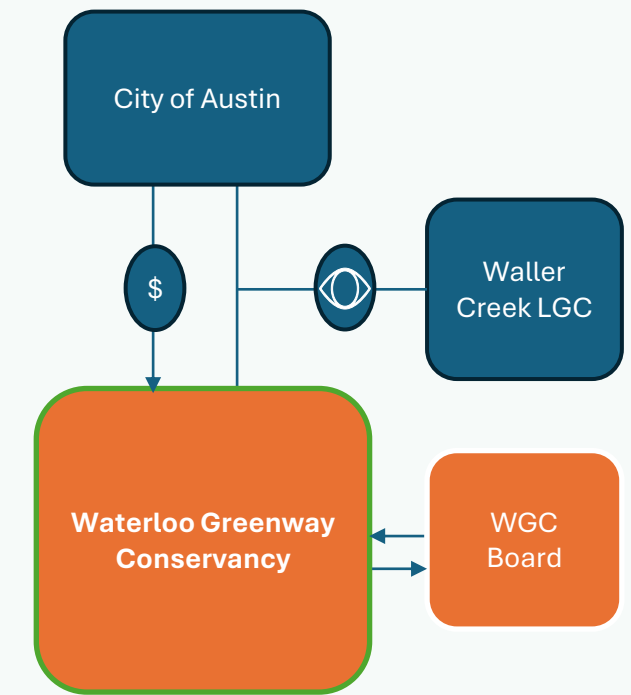 City of Austin
$
Waller
Creek LGC
Waterloo Greenway
Conservancy
WGC
Board